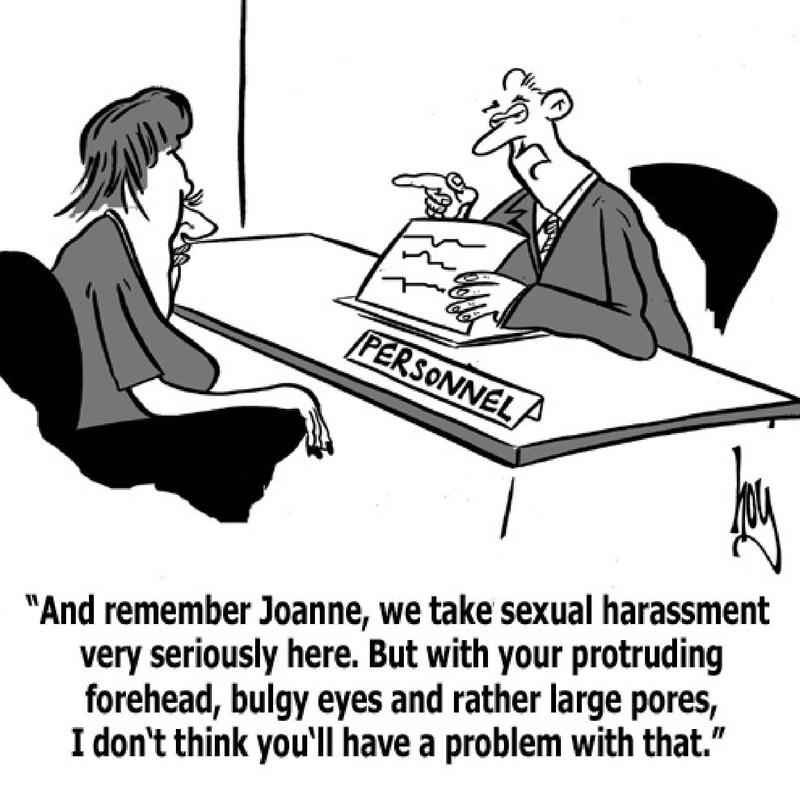 PERSONNEL
hoy
“And remember Joanne, we take sexual harassment
very seriously here. But with your protruding
forehead, bulgy eyes and rather large pores,
I don‘t think you‘ll have a problem with that.”